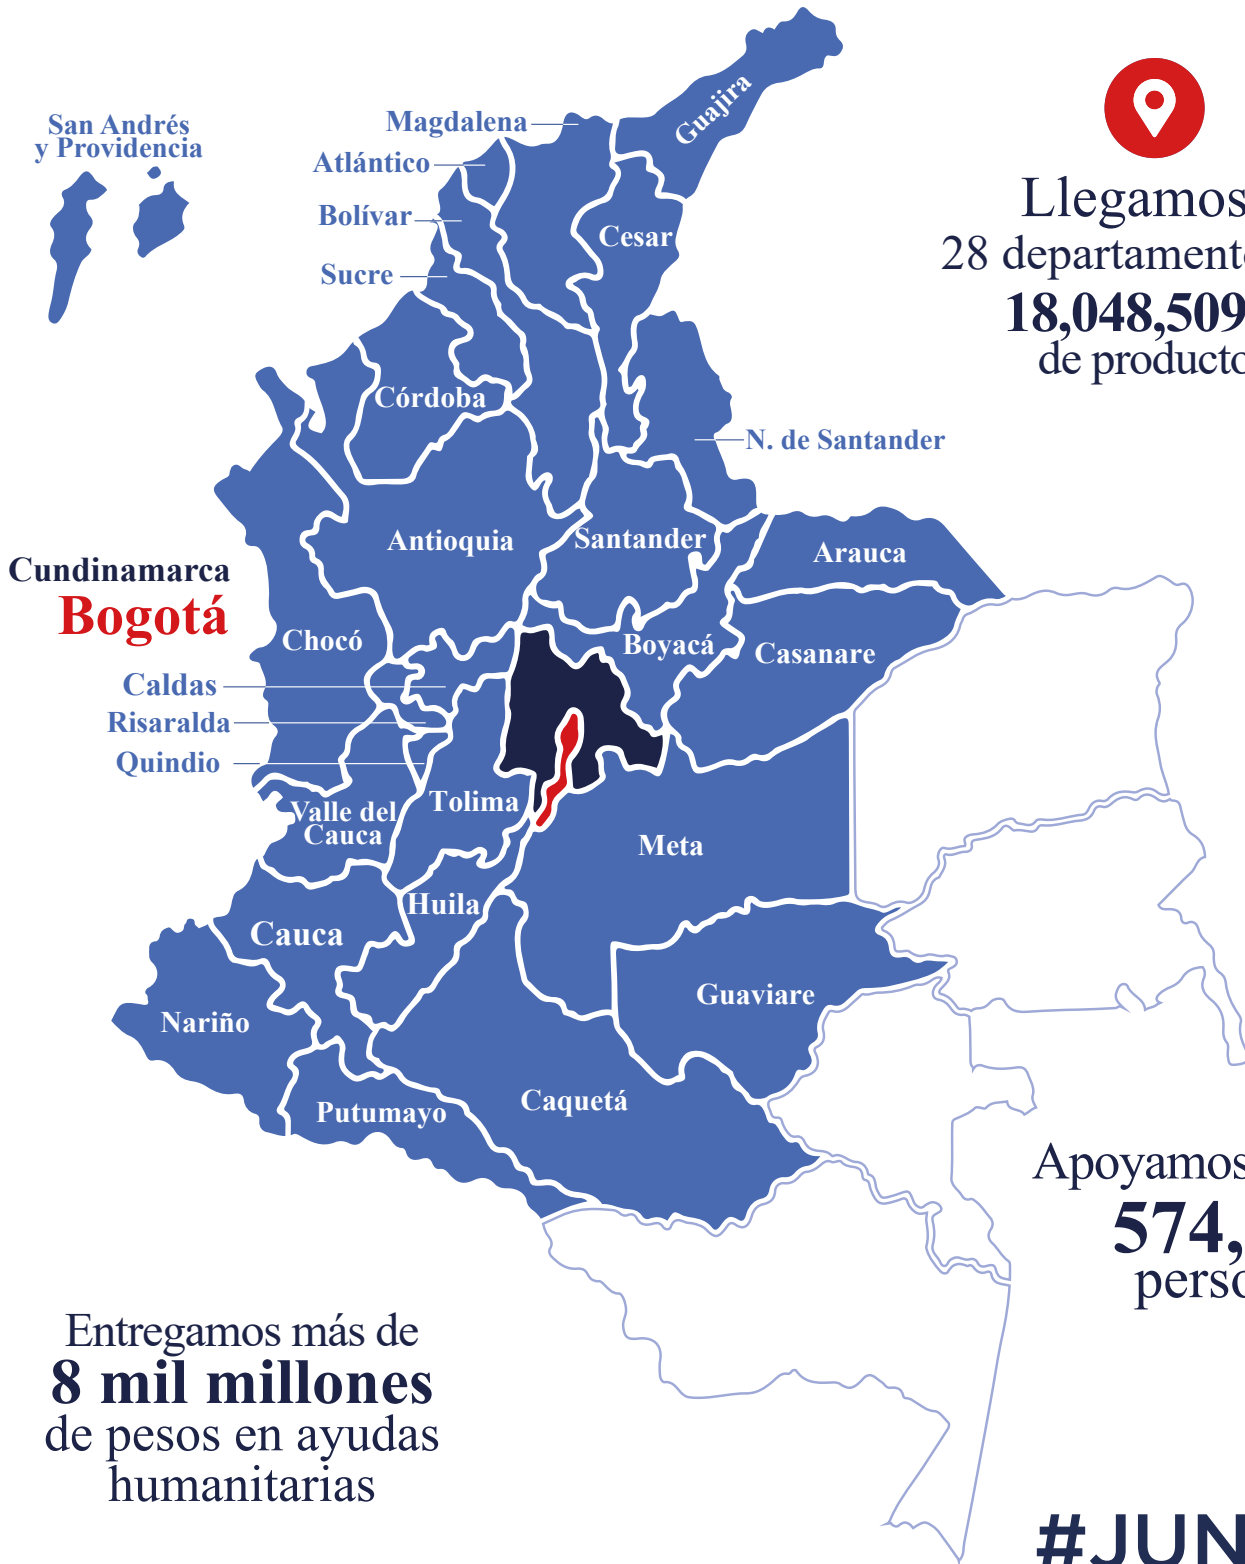 San Andrés
y Providencia
Magdalena
Atlántico
Bolívar
Sucre
Guajira
Cesar
Córdoba
N. de Santander
Llegamos
28 departament
18,048,509
de producto
Antioquia
Santander
Arauca
Cundinamarca
Bogotá
Chocó
Boyacá
Casanare
Caldas
Risaralda
Quindio
Valle del
Cauca
Tolima
Meta
Huila
Cauca
Guaviare
Nariño
Putumayo
Caquetá
Apoyamos
574,
perso
Entregamos más de
8 mil millones
de pesos en ayudas
humanitarias
#JUN